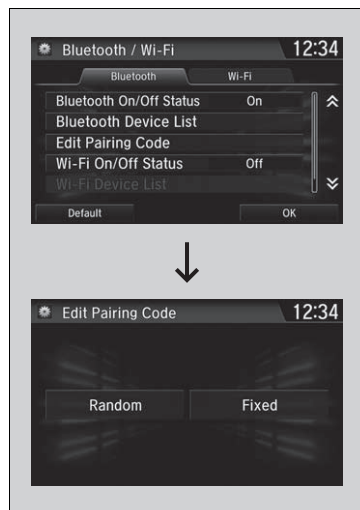 Bluetooth / Wi-Fi 12:34
Bluetooth Wi-Fi
Bluetooth On/Off Status On
Bluetooth Device List
Edit Pairing Code
Wi-Fi On/Off Status Off
Wi-Fi Device List
Default OK
Edit Pairing Code 12:34
Random Fixed